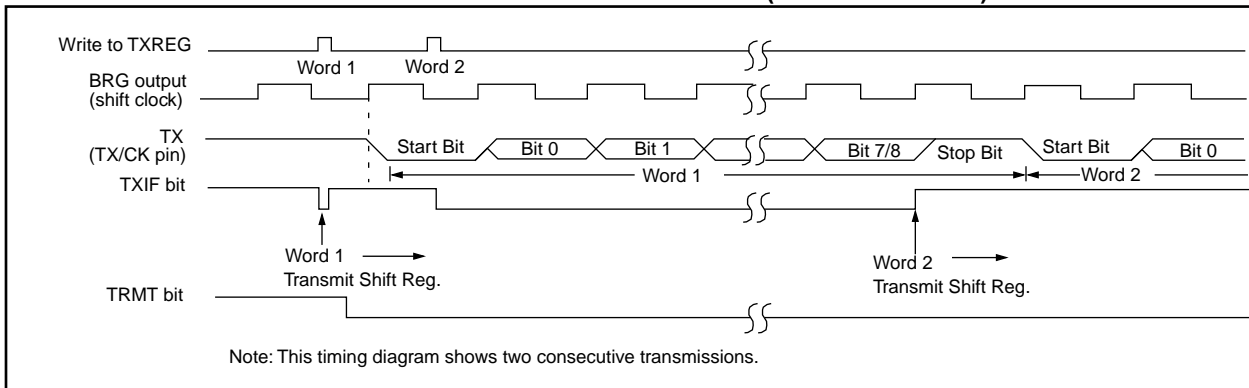 Write to TXREG
Word 1
Word 2
BRG output
(shift clock)
TX
(TX/CK pin)
Start Bit
Bit 0
Bit 1
Bit 7/8
Stop Bit
Start Bit
Bit 0
Word 1
Word 2
TXIF bit
Word 1
Transmit Shift Reg.
Word 2
Transmit Shift Reg.
TRMT bit
Note: This timing diagram shows two consecutive transmissions.